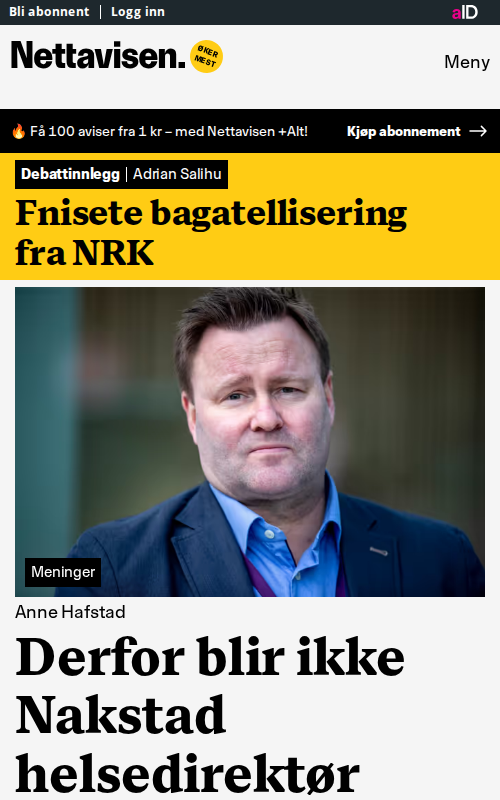 Bli abonnent | Logg inn
aID
Nettavisen.
ØKER
MEST
Meny
🔥 Få 100 aviser fra 1 kr – med Nettavisen +Alt!
Kjøp abonnement →
Debattinnlegg | Adrian Salihu
Fnisete bagatellisering
fra NRK
Meninger
Anne Hafstad
Derfor blir ikke
Nakstad
helsedirektør